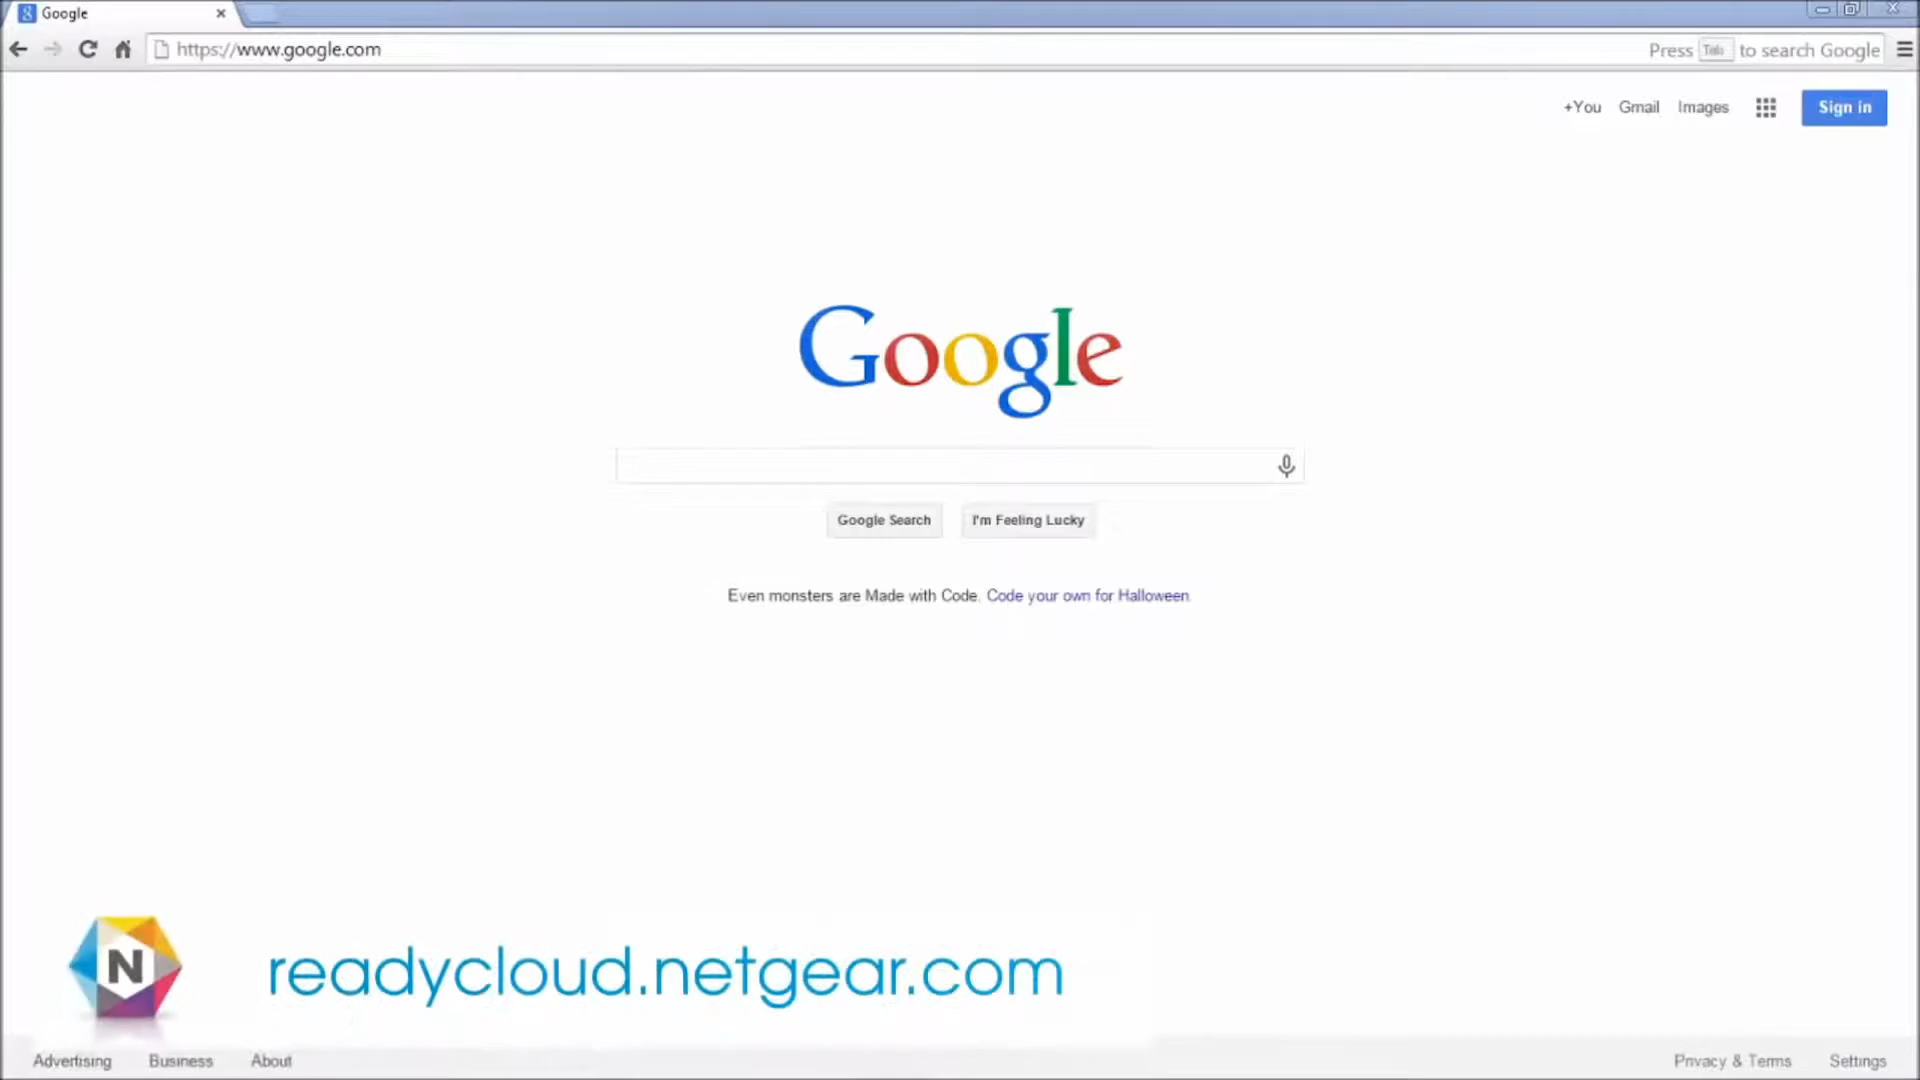 Google
https://www.google.com
Press Tab to search Google
+You Gmail Images Sign in
Google
Google Search I'm Feeling Lucky
Even monsters are Made with Code. Code your own for Halloween.
N readycloud.netgear.com
Advertising Business About Privacy & Terms Settings